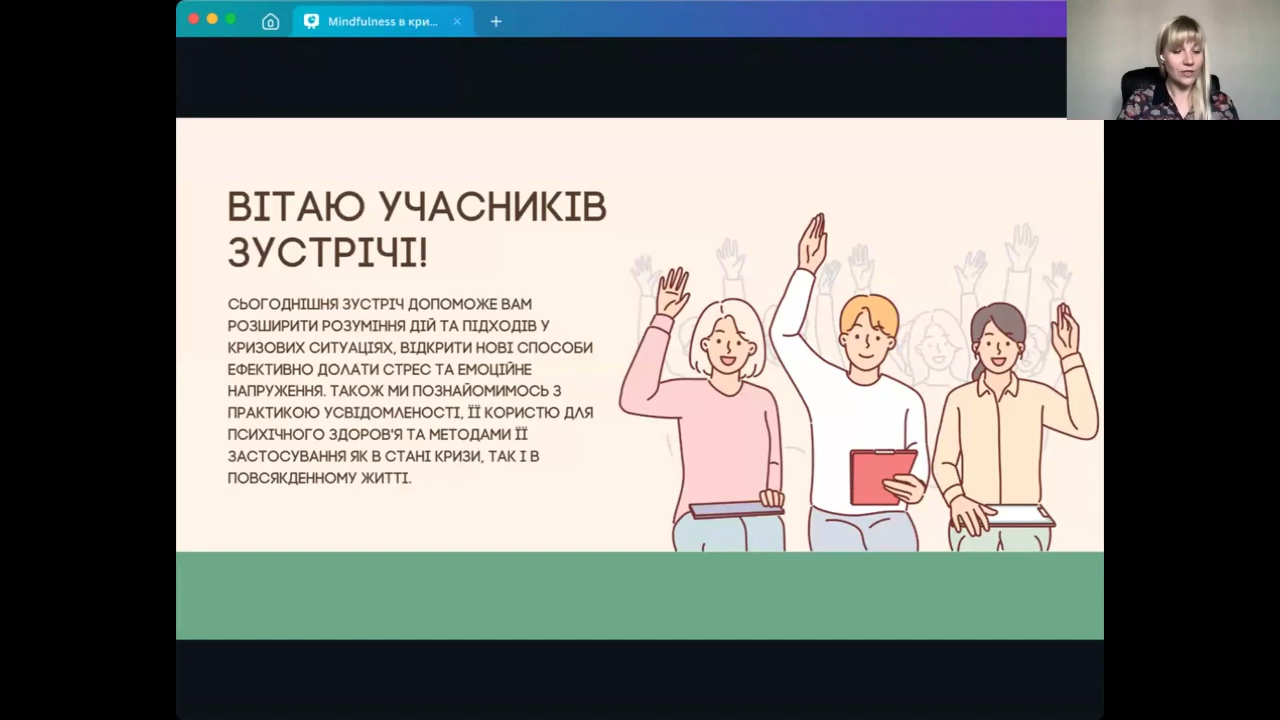 Mindfulness в кри...
ВІТАЮ УЧАСНИКІВ
ЗУСТРІЧІ!
СЬОГОДНІШНЯ ЗУСТРІЧ ДОПОМОЖЕ ВАМ
РОЗШИРИТИ РОЗУМІННЯ ДІЙ ТА ПІДХОДІВ У
КРИЗОВИХ СИТУАЦІЯХ, ВІДКРИТИ НОВІ СПОСОБИ
ЕФЕКТИВНО ДОЛАТИ СТРЕС ТА ЕМОЦІЙНЕ
НАПРУЖЕННЯ. ТАКОЖ МИ ПОЗНАЙОМИМОСЬ З
ПРАКТИКОЮ УСВІДОМЛЕНОСТІ, ЇЇ КОРИСТЮ ДЛЯ
ПСИХІЧНОГО ЗДОРОВ'Я ТА МЕТОДАМИ ЇЇ
ЗАСТОСУВАННЯ ЯК В СТАНІ КРИЗИ, ТАК І В
ПОВСЯКДЕННОМУ ЖИТТІ.